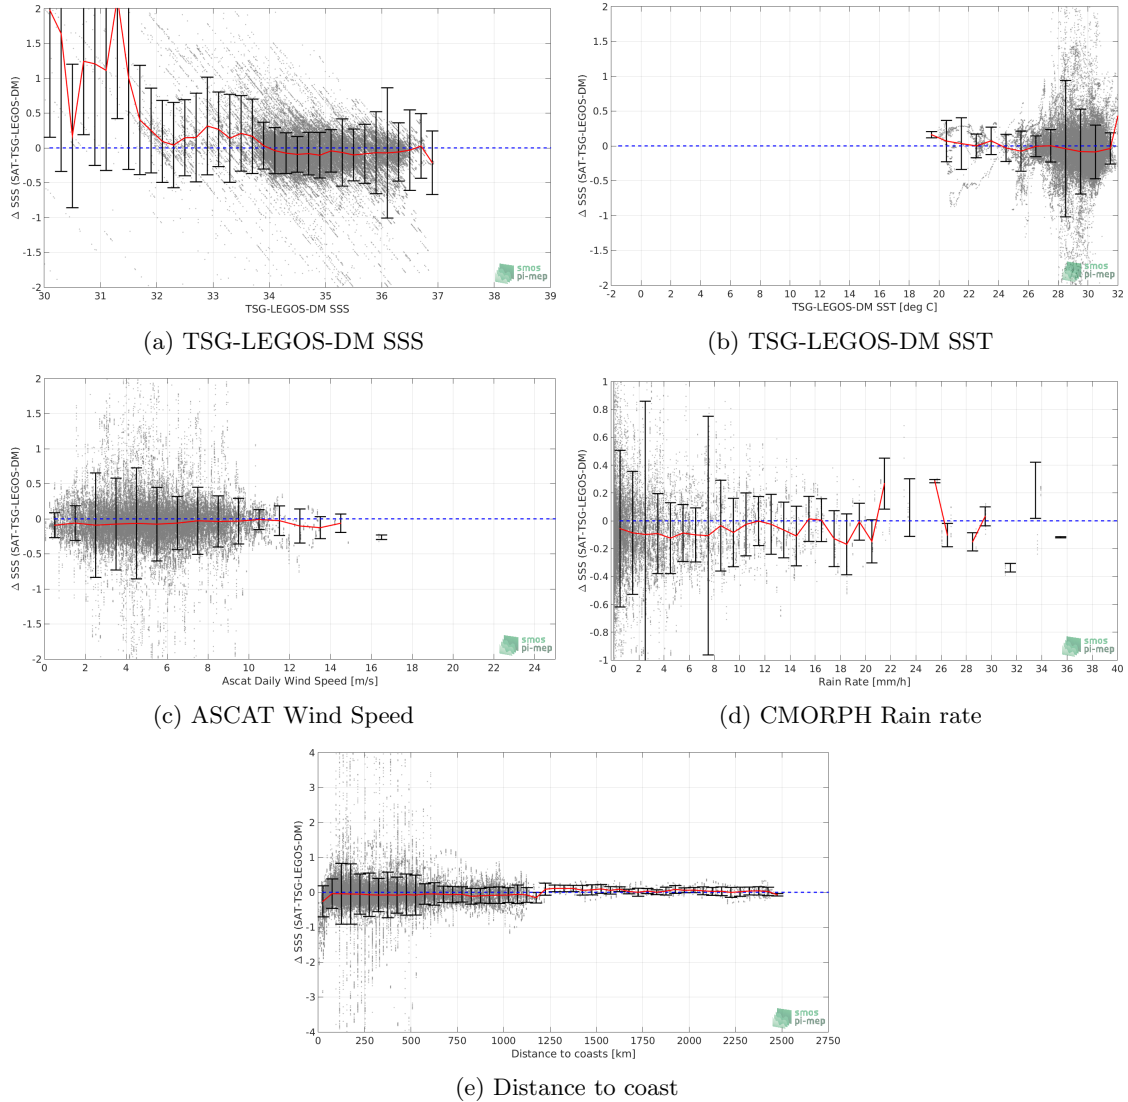 2
1.5
1
0.5
0
-0.5
-1
-1.5
-2
Δ SSS (SAT-TSG-LEGOS-DM)
30 31 32 33 34 35 36 37 38 39
TSG-LEGOS-DM SSS
smos
pi-mep
(a) TSG-LEGOS-DM SSS
2
1.5
1
0.5
0
-0.5
-1
-1.5
-2
Δ SSS (SAT-TSG-LEGOS-DM)
-2 0 2 4 6 8 10 12 14 16 18 20 22 24 26 28 30 32
TSG-LEGOS-DM SST [deg C]
smos
pi-mep
(b) TSG-LEGOS-DM SST
2
1.5
1
0.5
0
-0.5
-1
-1.5
-2
Δ SSS (SAT-TSG-LEGOS-DM)
0 2 4 6 8 10 12 14 16 18 20 22 24
Ascat Daily Wind Speed [m/s]
smos
pi-mep
(c) ASCAT Wind Speed
1
0.8
0.6
0.4
0.2
0
-0.2
-0.4
-0.6
-0.8
-1
Δ SSS (SAT-TSG-LEGOS-DM)
0 2 4 6 8 10 12 14 16 18 20 22 24 26 28 30 32 34 36 38 40
Rain Rate [mm/h]
smos
pi-mep
(d) CMORPH Rain rate
4
3
2
1
0
-1
-2
-3
-4
Δ SSS (SAT-TSG-LEGOS-DM)
0 250 500 750 1000 1250 1500 1750 2000 2250 2500 2750
Distance to coasts [km]
smos
pi-mep
(e) Distance to coast